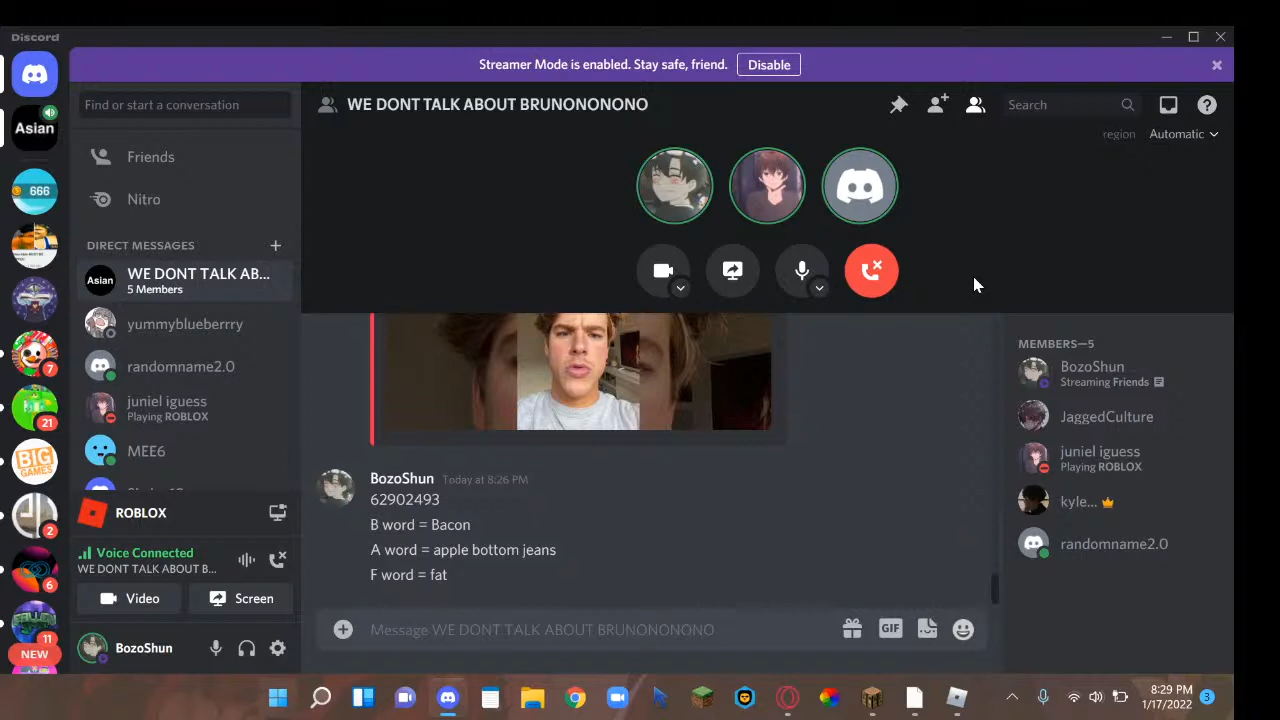 Discord
Streamer Mode is enabled. Stay safe, friend.
Disable
Find or start a conversation
WE DONT TALK ABOUT BRUNONONONO
Search
region
Automatic
Asian
Friends
Nitro
666
DIRECT MESSAGES
Asian
WE DONT TALK AB...
5 Members
yummyblueberrry
randomname2.0
juniel iguess
Playing ROBLOX
MEE6
7
21
BIG
GAMES
2
6
11
NEW
ROBLOX
Voice Connected
WE DONT TALK ABOUT B...
Video
Screen
BozoShun
BozoShun
Today at 8:26 PM
62902493
B word = Bacon
A word = apple bottom jeans
F word = fat
Message WE DONT TALK ABOUT BRUNONONONO
GIF
MEMBERS—5
BozoShun
Streaming Friends
JaggedCulture
juniel iguess
Playing ROBLOX
kyle...
randomname2.0
8:29 PM
1/17/2022
3